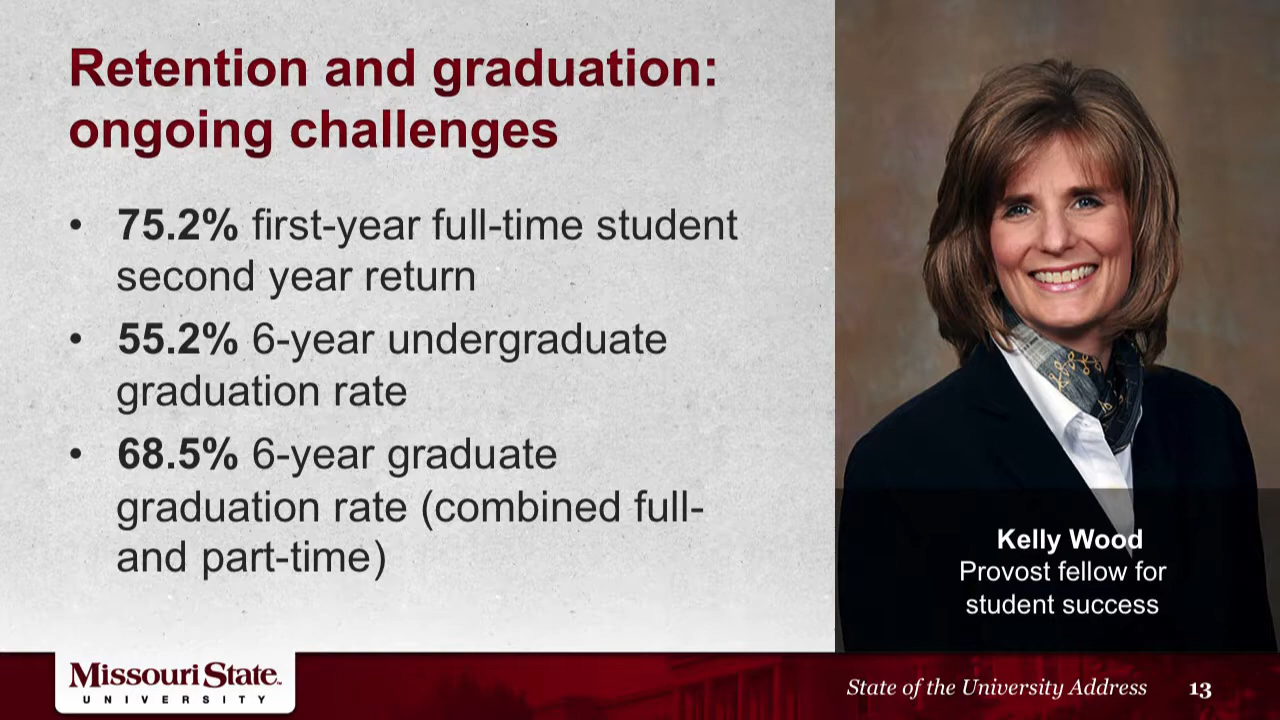 Retention and graduation:
ongoing challenges
• 75.2% first-year full-time student
second year return
• 55.2% 6-year undergraduate
graduation rate
• 68.5% 6-year graduate
graduation rate (combined full-
and part-time)
Kelly Wood
Provost fellow for
student success
Missouri State™
UNIVERSITY
State of the University Address 13